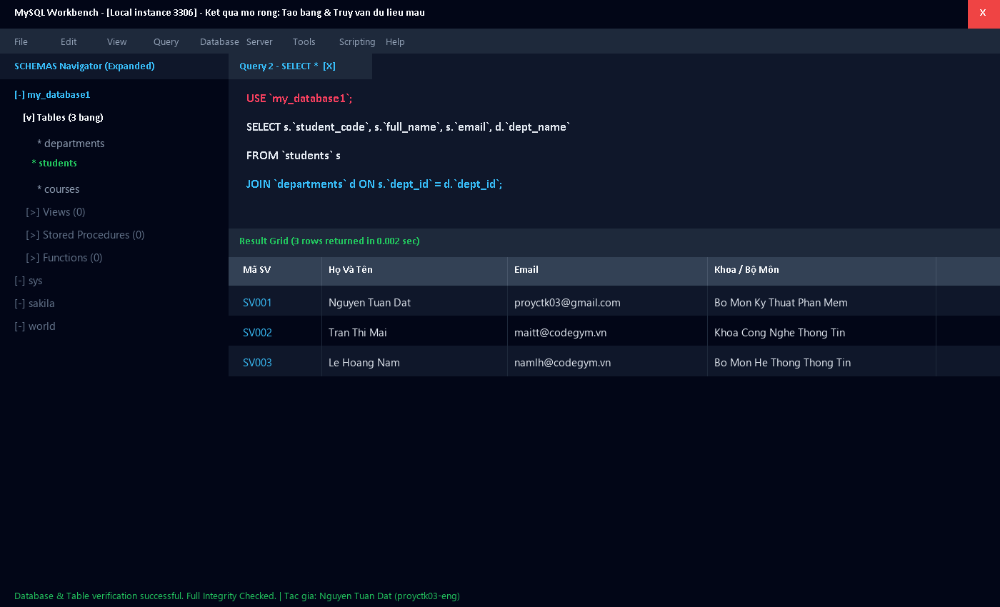 MySQL Workbench - [Local instance 3306] - Ket qua mo rong: Tao bang & Truy van du lieu mau
X
File Edit View Query Database Server Tools Scripting Help
SCHEMAS Navigator (Expanded)
[-] my_database1
[v] Tables (3 bang)
* departments
* students
* courses
[>] Views (0)
[>] Stored Procedures (0)
[>] Functions (0)
[-] sys
[-] sakila
[-] world
Query 2 - SELECT * [X]
USE `my_database1`;
SELECT s.`student_code`, s.`full_name`, s.`email`, d.`dept_name`
FROM `students` s
JOIN `departments` d ON s.`dept_id` = d.`dept_id`;
Result Grid (3 rows returned in 0.002 sec)
Mã SV Họ Và Tên Email Khoa / Bộ Môn
SV001 Nguyen Tuan Dat proyctk03@gmail.com Bo Mon Ky Thuat Phan Mem
SV002 Tran Thi Mai maitt@codegym.vn Khoa Cong Nghe Thong Tin
SV003 Le Hoang Nam namlh@codegym.vn Bo Mon He Thong Thong Tin
Database & Table verification successful. Full Integrity Checked. | Tac gia: Nguyen Tuan Dat (proyctk03-eng)